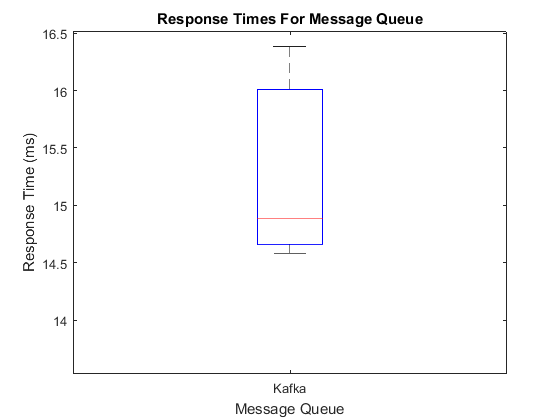 Response Times For Message Queue
16.5
16
15.5
15
14.5
14
Response Time (ms)
Kafka
Message Queue